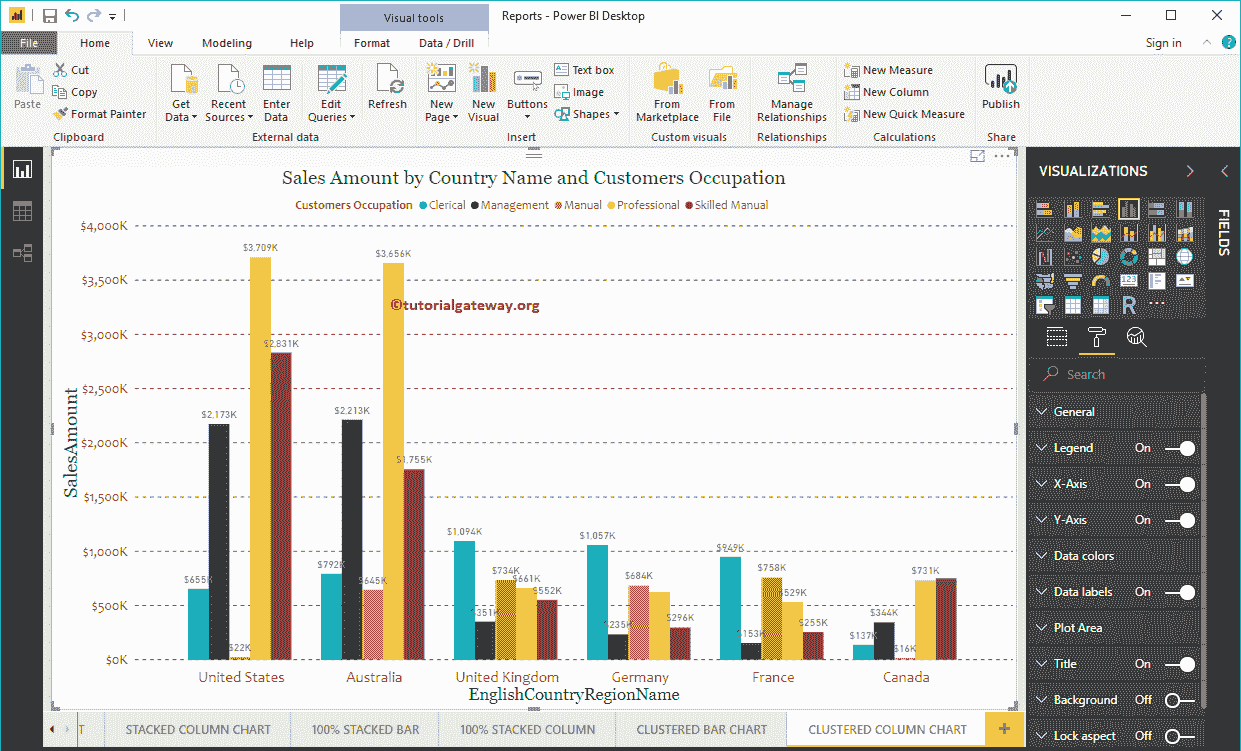 Visual tools Reports - Power BI Desktop
File Home View Modeling Help Format Data / Drill Sign in
Paste Cut Copy Format Painter
Clipboard
Get Data Recent Sources Enter Data Edit Queries
External data
Refresh
New Page New Visual Buttons Text box Image Shapes
Insert
From Marketplace From File
Custom visuals
Manage Relationships
Relationships
New Measure
New Column
New Quick Measure
Calculations
Publish
Share
Sales Amount by Country Name and Customers Occupation
Customers Occupation Clerical Management Manual Professional Skilled Manual
©tutorialgateway.org
SalesAmount
$4,000K
$3,500K
$3,000K
$2,500K
$2,000K
$1,500K
$1,000K
$500K
$0K
$655K $2,173K $22K $3,709K $2,831K
$792K $2,213K $645K $3,656K $1,755K
$1,094K $351K $734K $661K $552K
$1,057K $235K $684K $296K
$949K $153K $758K $529K $255K
$137K $344K $16K $731K
United States Australia United Kingdom Germany France Canada
EnglishCountryRegionName
T STACKED COLUMN CHART 100% STACKED BAR 100% STACKED COLUMN CLUSTERED BAR CHART CLUSTERED COLUMN CHART +
VISUALIZATIONS
FIELDS
123
R
Search
General
Legend On
X-Axis On
Y-Axis On
Data colors
Data labels On
Plot Area
Title On
Background Off
Lock aspect Off